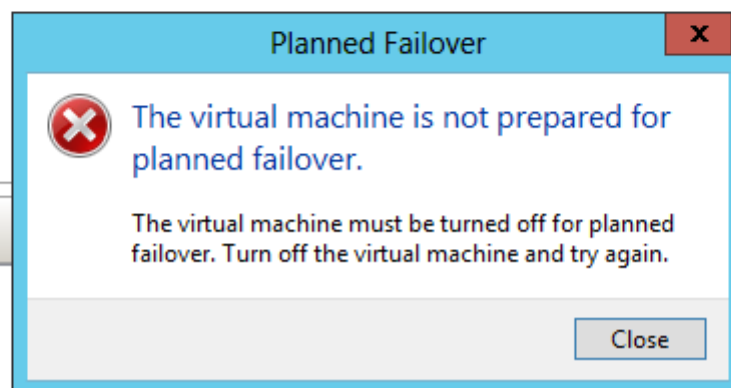 Planned Failover
The virtual machine is not prepared for
planned failover.
The virtual machine must be turned off for planned
failover. Turn off the virtual machine and try again.
Close